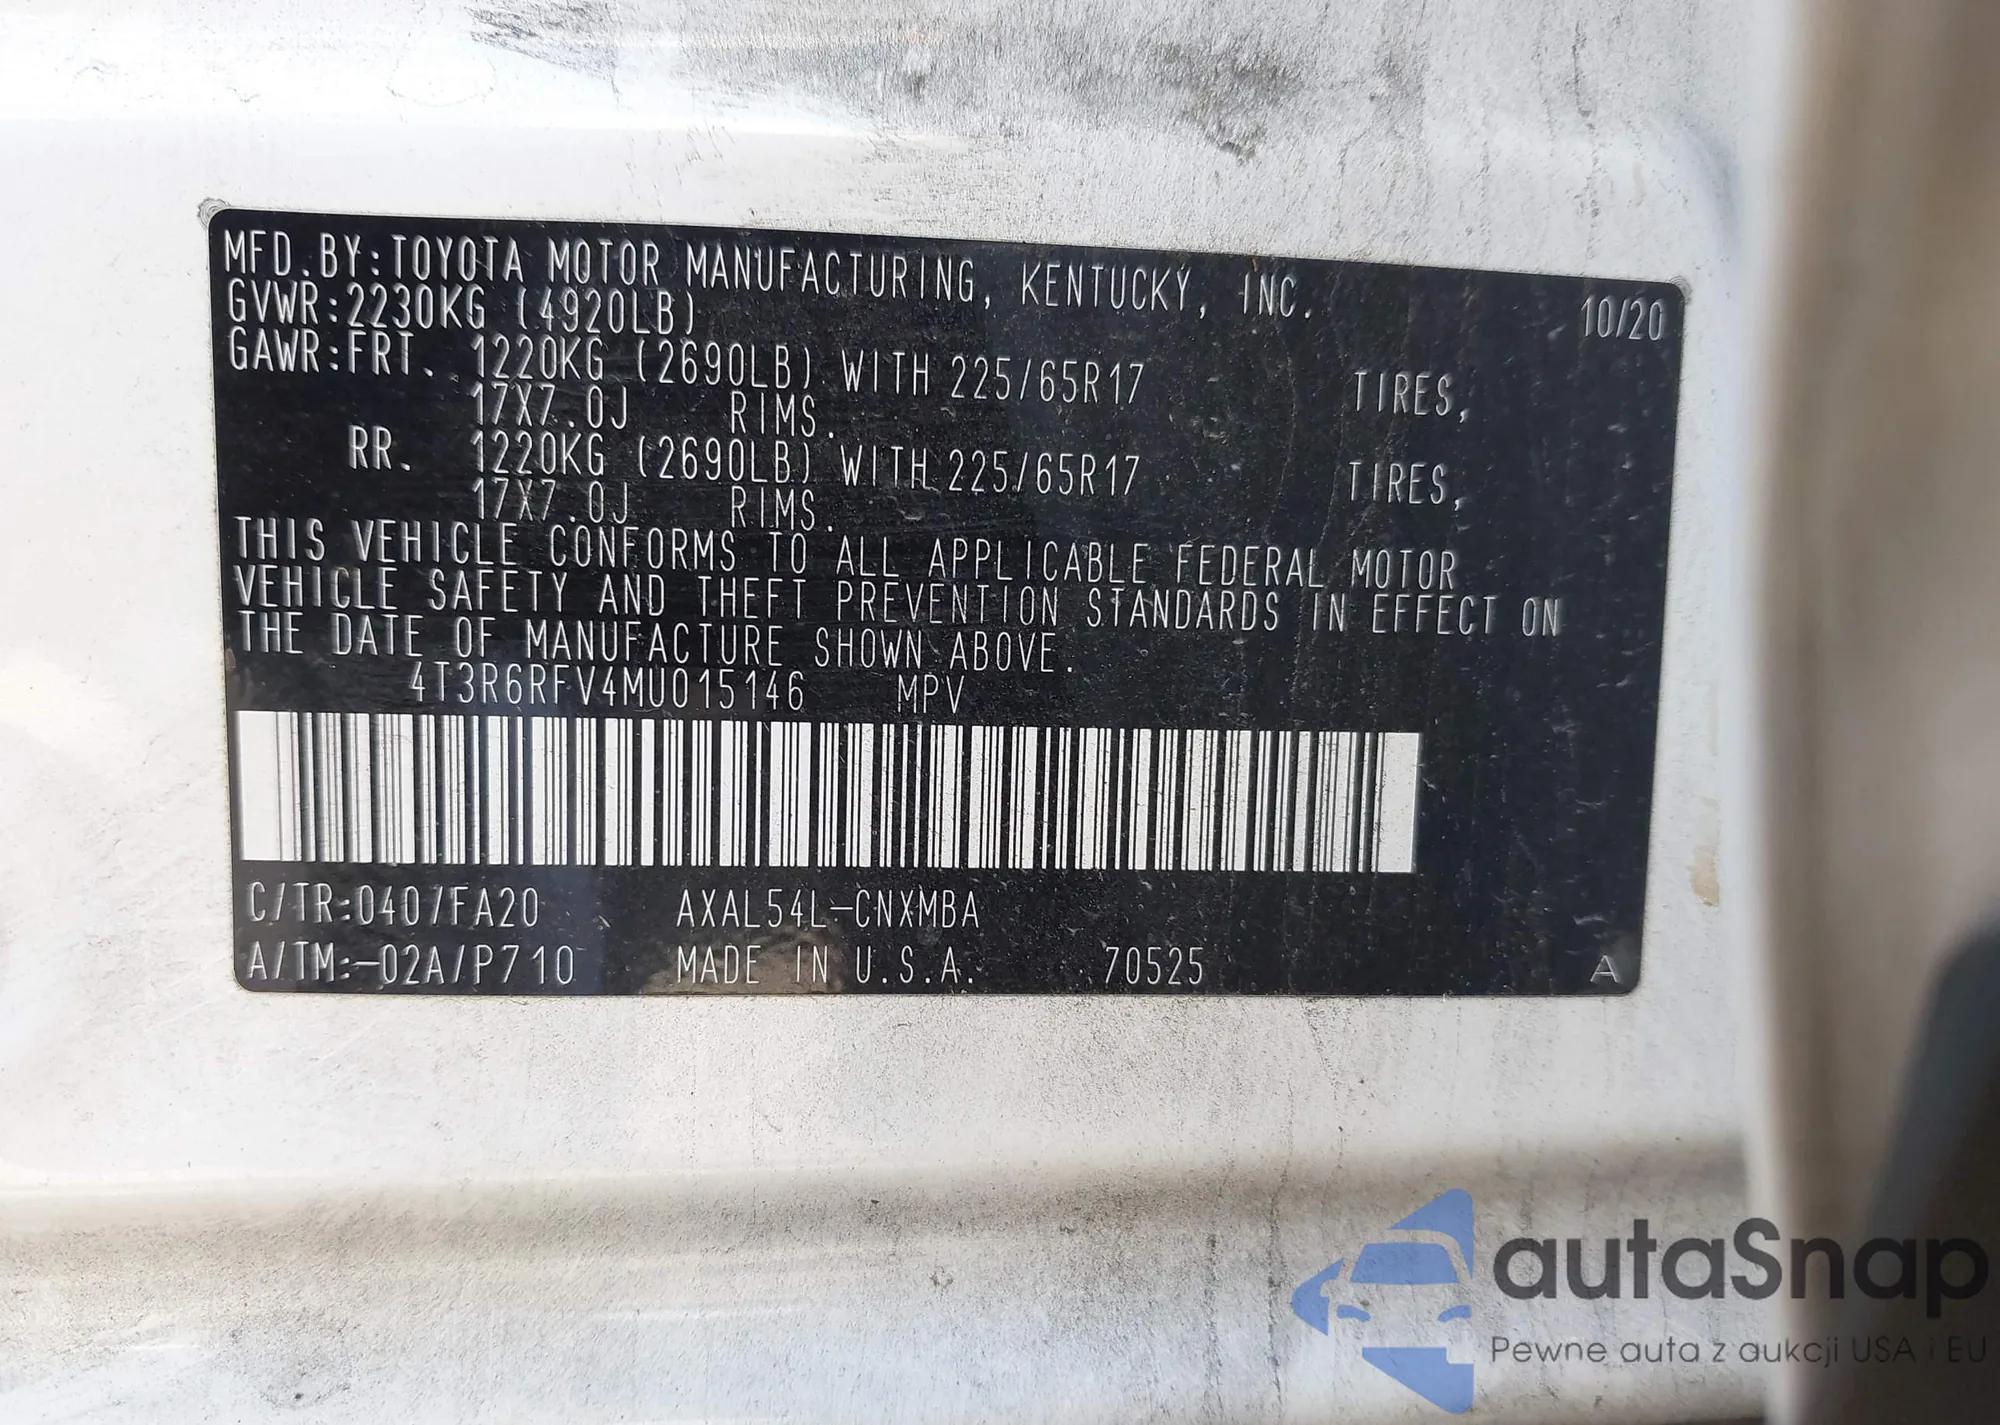 MFD.BY:TOYOTA MOTOR MANUFACTURING, KENTUCKY, INC. 10/20
GVWR:2230KG (4920LB)
GAWR:FRT. 1220KG (2690LB) WITH 225/65R17 TIRES,
17X7.0J RIMS.
RR. 1220KG (2690LB) WITH 225/65R17 TIRES,
17X7.0J RIMS.
THIS VEHICLE CONFORMS TO ALL APPLICABLE FEDERAL MOTOR
VEHICLE SAFETY AND THEFT PREVENTION STANDARDS IN EFFECT ON
THE DATE OF MANUFACTURE SHOWN ABOVE.
4T3R6RFV4MU015146 MPV
C/TR:040/FA20 AXAL54L-CNXMBA
A/TM:-02A/P710 MADE IN U.S.A. 70525 A
autaSnap
Pewne auta z aukcji USA i EU